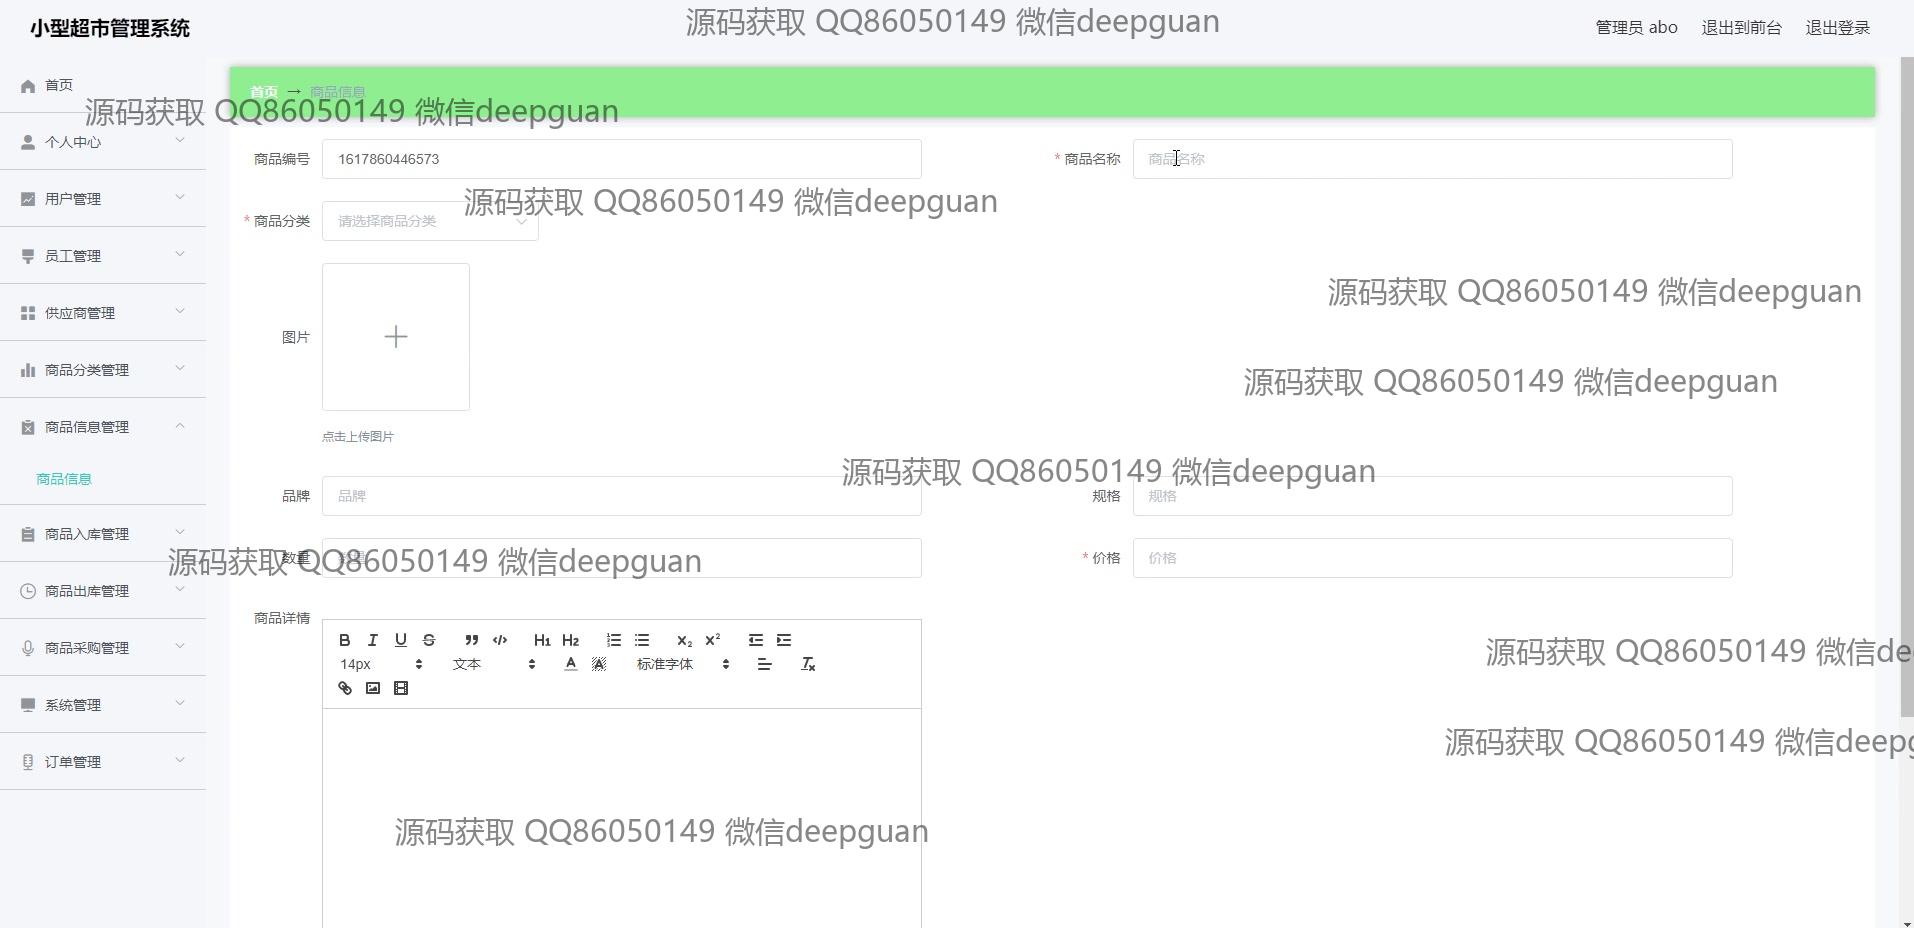 小型超市管理系统
源码获取 QQ86050149 微信deepguan
管理员 abo 退出到前台 退出登录
首页
首页 → 商品信息
源码获取 QQ86050149 微信deepguan
个人中心
商品编号 1617860446573
* 商品名称 商品名称
用户管理
源码获取 QQ86050149 微信deepguan
* 商品分类 请选择商品分类
员工管理
源码获取 QQ86050149 微信deepguan
供应商管理
图片
商品分类管理
源码获取 QQ86050149 微信deepguan
商品信息管理
点击上传图片
商品信息
源码获取 QQ86050149 微信deepguan
品牌 品牌
规格 规格
商品入库管理
数量
源码获取 QQ86050149 微信deepguan
* 价格 价格
商品出库管理
商品详情
B I U S H1 H2 X2 X2
商品采购管理
14px 文本 A A 标准字体 Tx
源码获取 QQ86050149 微信de
系统管理
源码获取 QQ86050149 微信deep
订单管理
源码获取 QQ86050149 微信deepguan